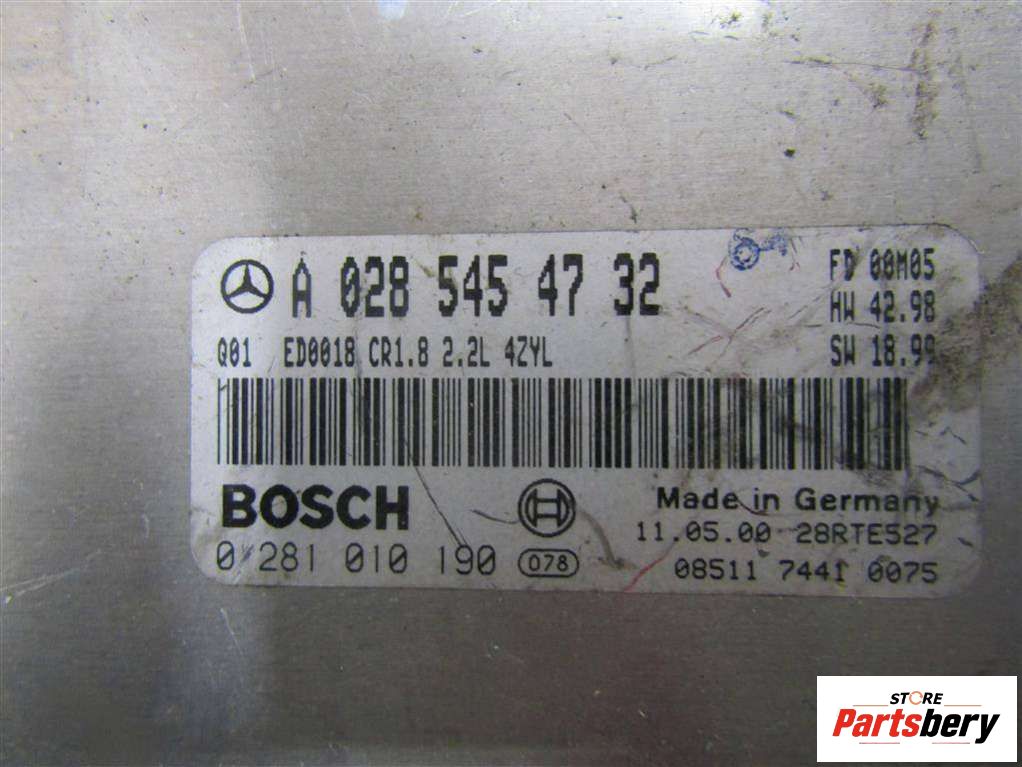 A 028 545 47 32
FD 00M05
HW 42.98
Q01 ED0018 CR1.8 2.2L 4ZYL
SW 18.99
BOSCH
Made in Germany
11.05.00 28RTE527
0 281 010 190 078
08511 7441 0075
STORE
Partsbery